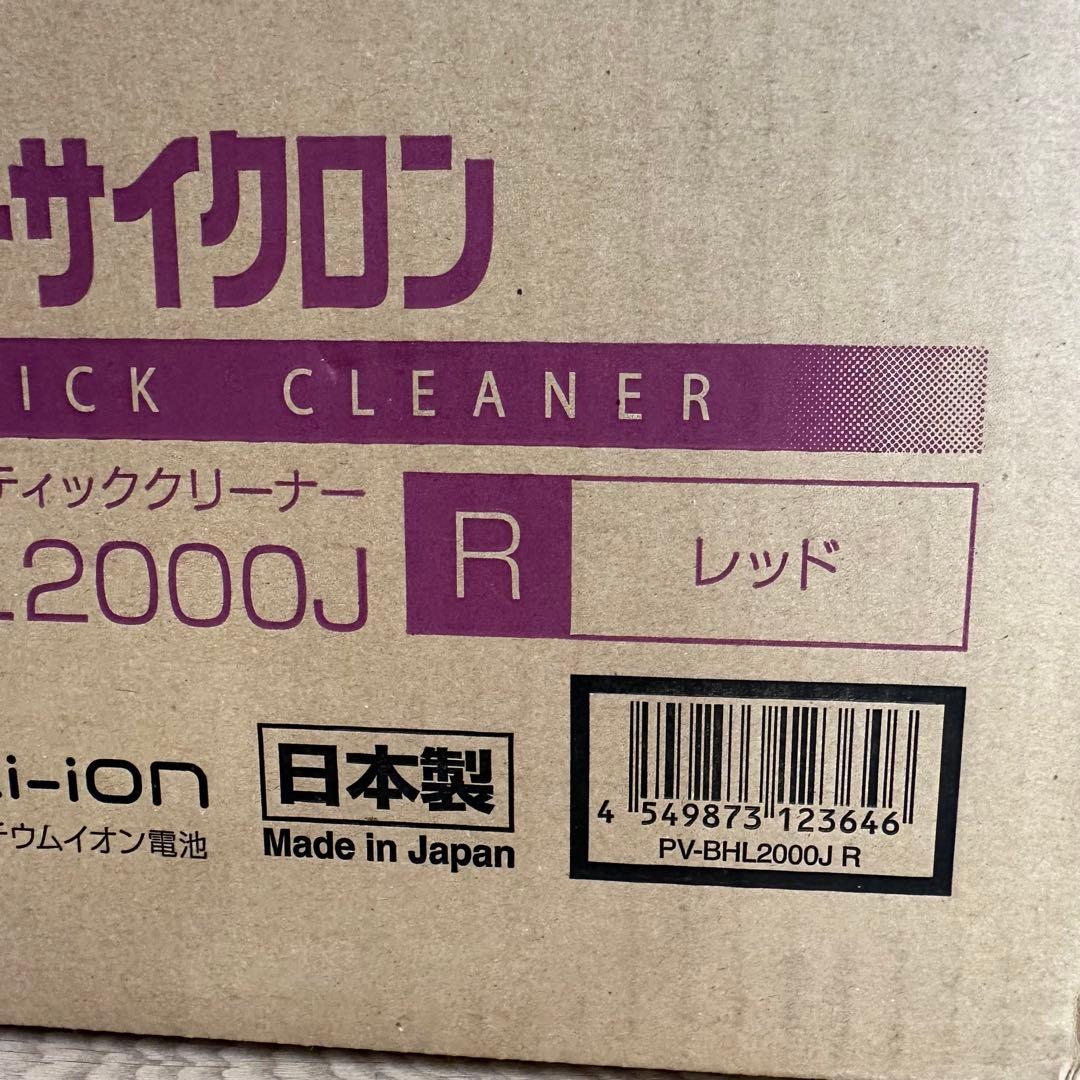 ーサイクロン
ICK CLEANER
ティッククリーナー
L2000J
R レッド
i-ion
チウムイオン電池
日本製
Made in Japan
4 549873 123646
PV-BHL2000J R